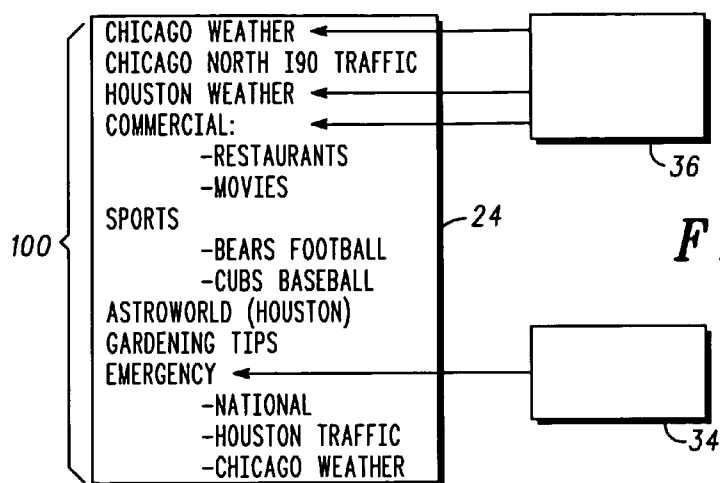 CHICAGO WEATHER
CHICAGO NORTH I90 TRAFFIC
HOUSTON WEATHER
COMMERCIAL:
-RESTAURANTS
-MOVIES
SPORTS
-BEARS FOOTBALL
-CUBS BASEBALL
ASTROWORLD (HOUSTON)
GARDENING TIPS
EMERGENCY
-NATIONAL
-HOUSTON TRAFFIC
-CHICAGO WEATHER
100
24
36
F
34